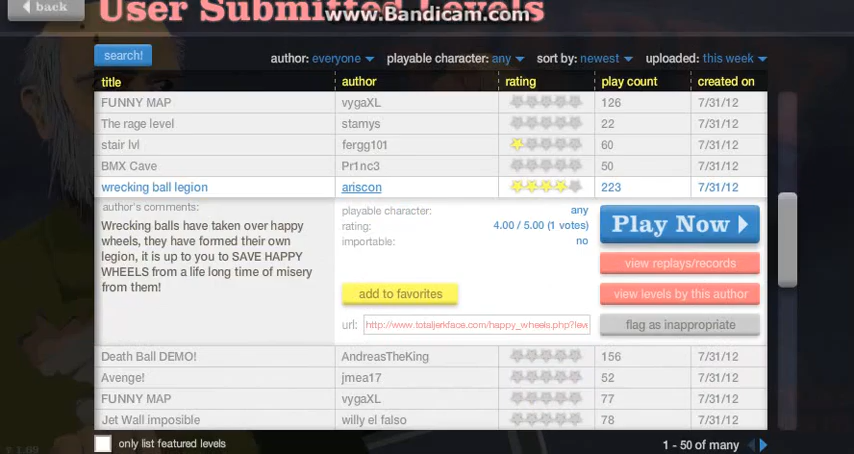 back
User Submitted Levels
www.Bandicam.com
search!
author: everyone playable character: any sort by: newest uploaded: this week
title author rating play count created on
FUNNY MAP vygaXL 126 7/31/12
The rage level stamys 22 7/31/12
stair lvl fergg101 60 7/31/12
BMX Cave Pr1nc3 50 7/31/12
wrecking ball legion ariscon 223 7/31/12
author's comments:
Wrecking balls have taken over happy
wheels, they have formed their own
legion, it is up to you to SAVE HAPPY
WHEELS from a life long time of misery
from them!
playable character: any
rating: 4.00 / 5.00 (1 votes)
importable: no
add to favorites
url: http://www.totaljerkface.com/happy_wheels.php?lev
Play Now
view replays/records
view levels by this author
flag as inappropriate
Death Ball DEMO! AndreasTheKing 156 7/31/12
Avenge! jmea17 52 7/31/12
FUNNY MAP vygaXL 77 7/31/12
Jet Wall imposible willy el falso 78 7/31/12
only list featured levels
1 - 50 of many